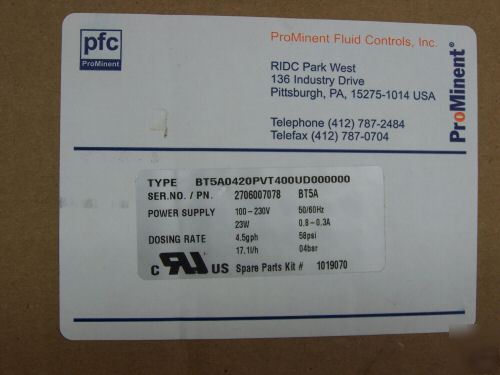 pfc
ProMinent
ProMinent Fluid Controls, Inc.
RIDC Park West
136 Industry Drive
Pittsburgh, PA, 15275-1014 USA
Telephone (412) 787-2484
Telefax (412) 787-0704
ProMinent®
TYPE BT5A0420PVT400UD000000
SER.NO. / PN. 2706007078 BT5A
POWER SUPPLY 100-230V 50/60Hz
23W 0.8-0.3A
DOSING RATE 4.5gph 58psi
17.1l/h 04bar
C RU US Spare Parts Kit # 1019070